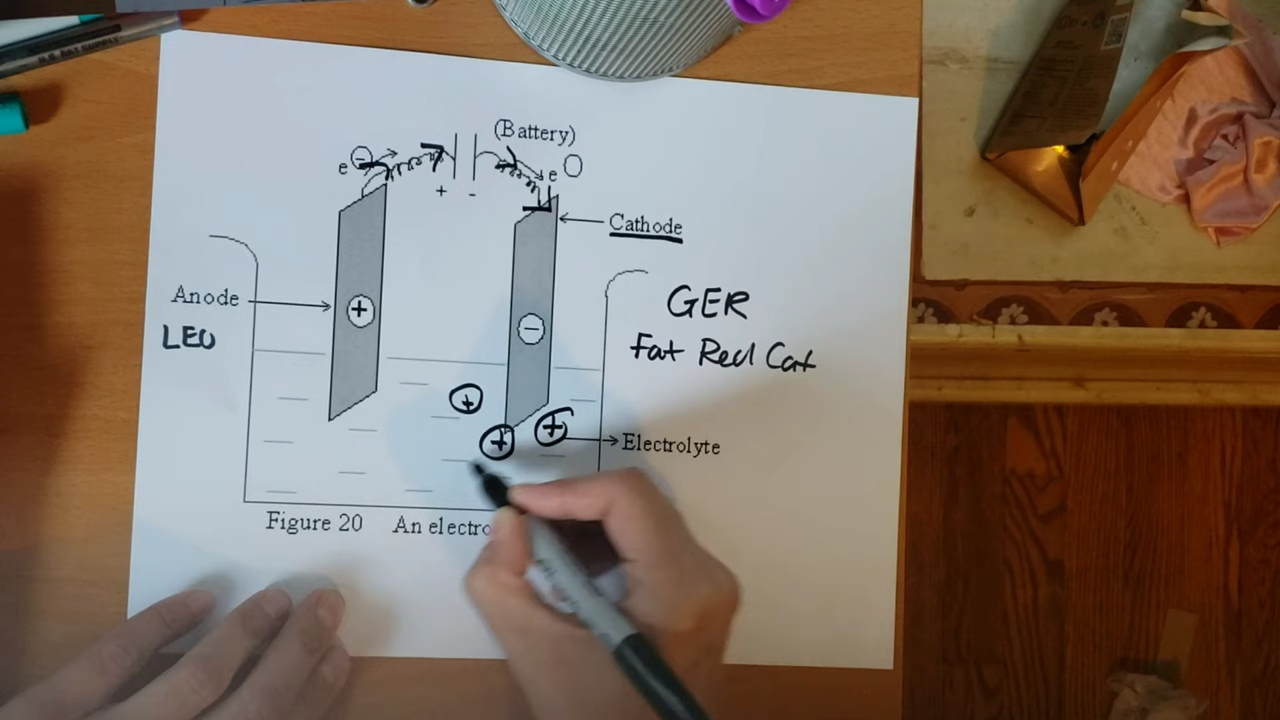 (Battery)
e
e
+ -
Cathode
Anode
LEO
+
-
GER
Fat Red Cat
+
+
+
Electrolyte
Figure 20 An electro